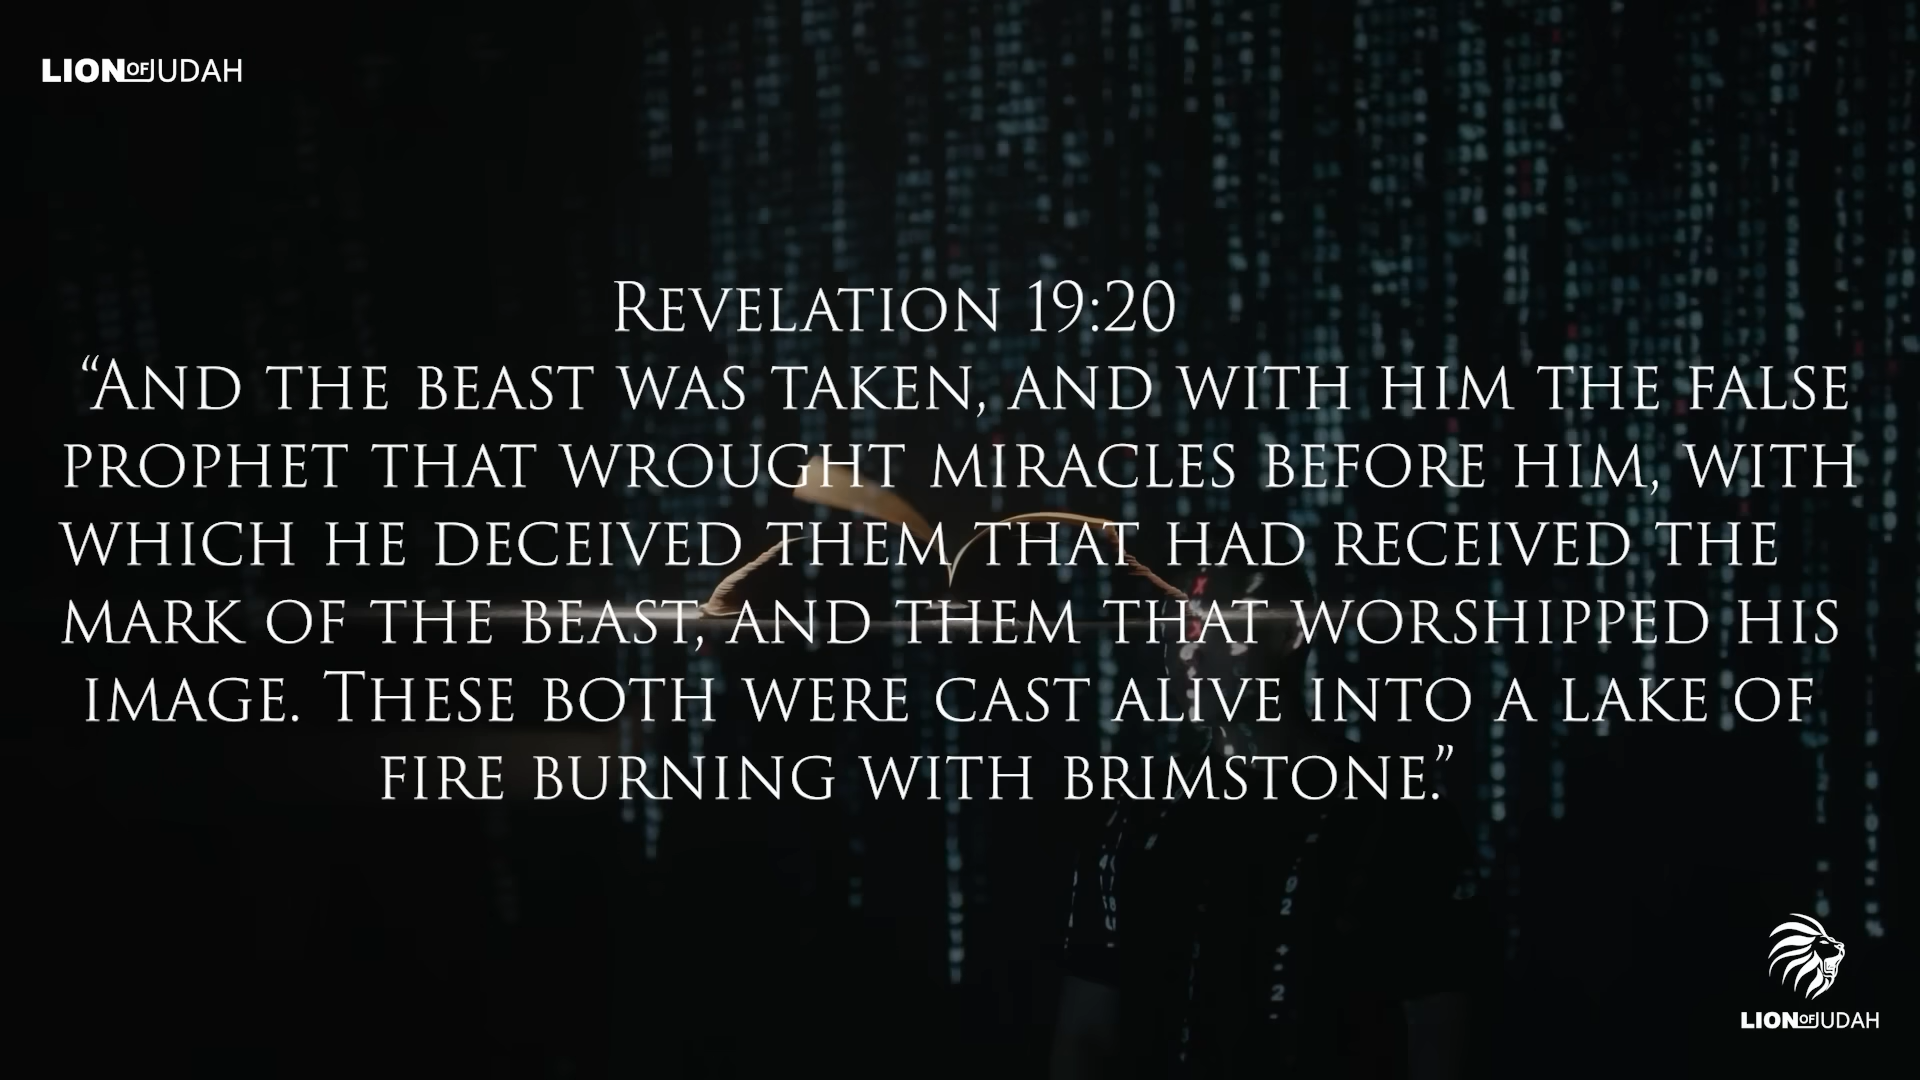 LION OF JUDAH
REVELATION 19:20
“AND THE BEAST WAS TAKEN, AND WITH HIM THE FALSE
PROPHET THAT WROUGHT MIRACLES BEFORE HIM, WITH
WHICH HE DECEIVED THEM THAT HAD RECEIVED THE
MARK OF THE BEAST, AND THEM THAT WORSHIPPED HIS
IMAGE. THESE BOTH WERE CAST ALIVE INTO A LAKE OF
FIRE BURNING WITH BRIMSTONE.”
LION OF JUDAH